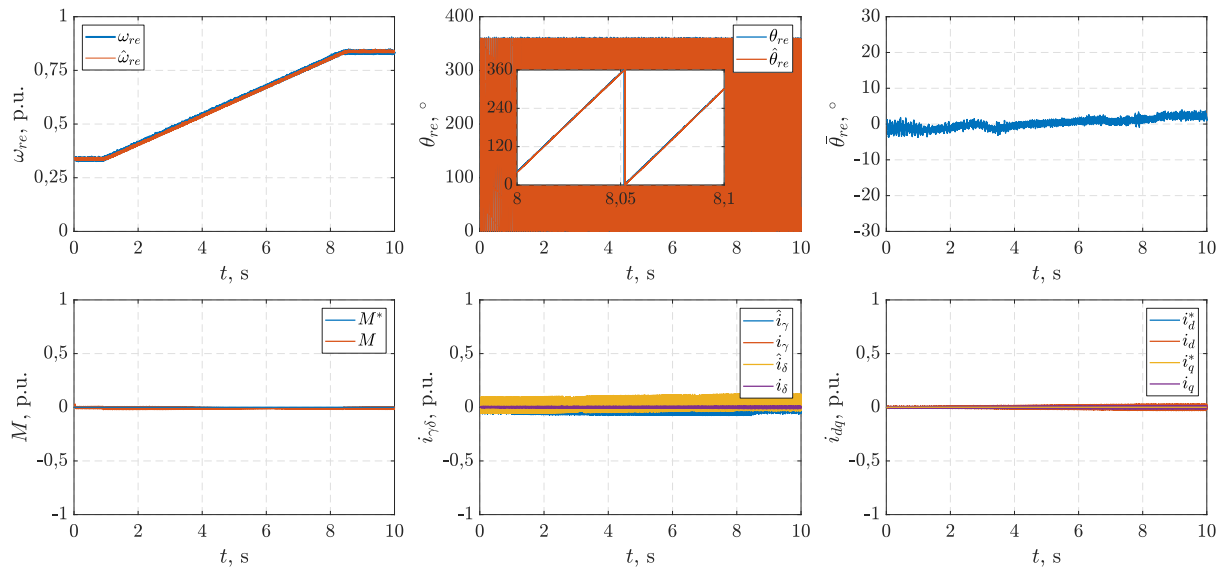 1
0,75
0,5
0,25
0
0 2 4 6 8 10
ω_re, p.u.
t, s
ω_re
ω̂_re
400
300
200
100
0
0 2 4 6 8 10
θ_re, °
t, s
θ_re
θ̂_re
360
240
120
0
8 8,05 8,1
30
20
10
0
-10
-20
-30
0 2 4 6 8 10
θ̄_re, °
t, s
1
0,5
0
-0,5
-1
0 2 4 6 8 10
M, p.u.
t, s
M*
M
1
0,5
0
-0,5
-1
0 2 4 6 8 10
i_γδ, p.u.
t, s
î_γ
i_γ
î_δ
i_δ
1
0,5
0
-0,5
-1
0 2 4 6 8 10
i_dq, p.u.
t, s
i*_d
i_d
i*_q
i_q